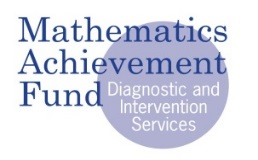 Mathematics
Achievement
Fund
Diagnostic and
Intervention
Services